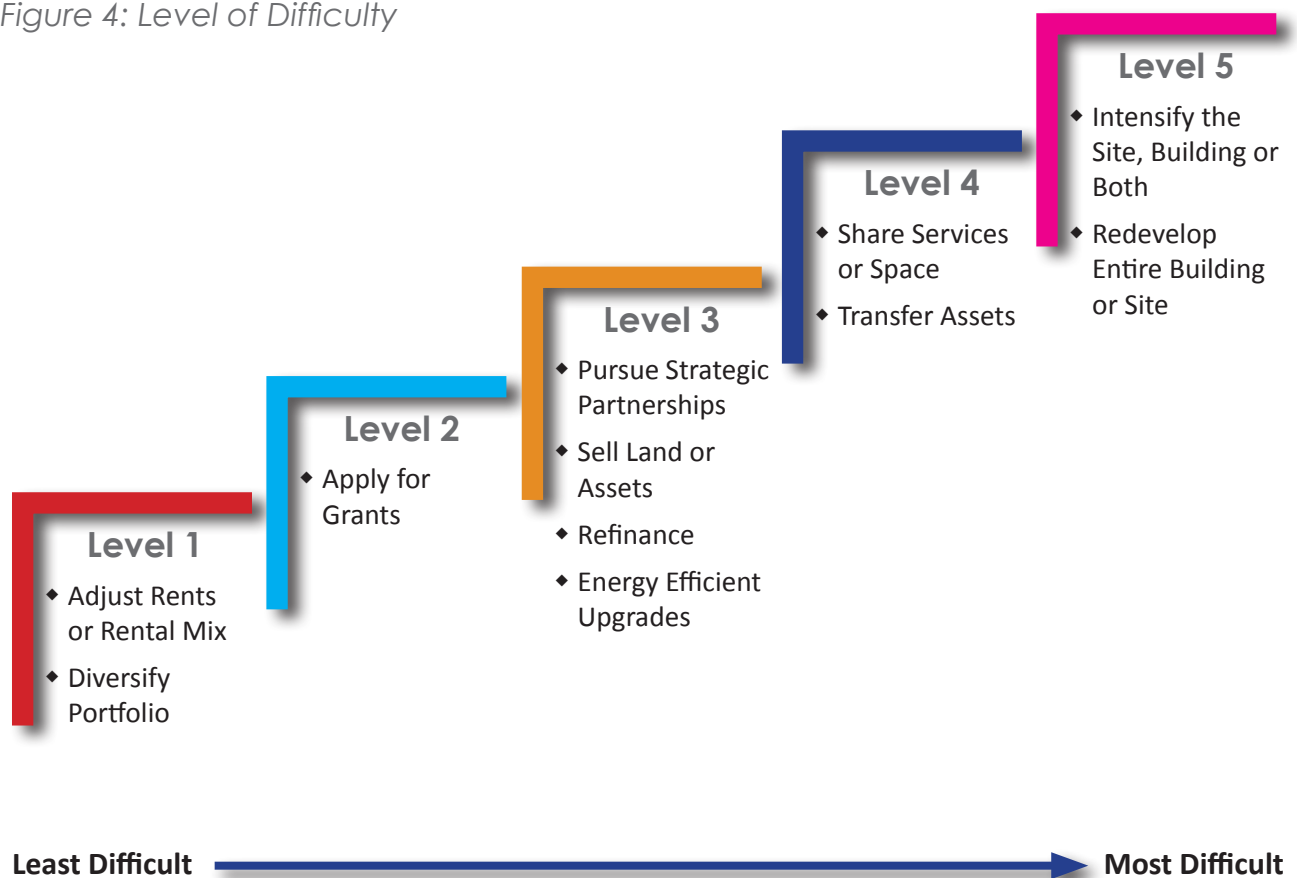 Figure 4: Level of Difficulty
Level 1
◆ Adjust Rents
or Rental Mix
◆ Diversify
Portfolio
Level 2
◆ Apply for
Grants
Level 3
◆ Pursue Strategic
Partnerships
◆ Sell Land or
Assets
◆ Refinance
◆ Energy Efficient
Upgrades
Level 4
◆ Share Services
or Space
◆ Transfer Assets
Level 5
◆ Intensify the
Site, Building or
Both
◆ Redevelop
Entire Building
or Site
Least Difficult
Most Difficult